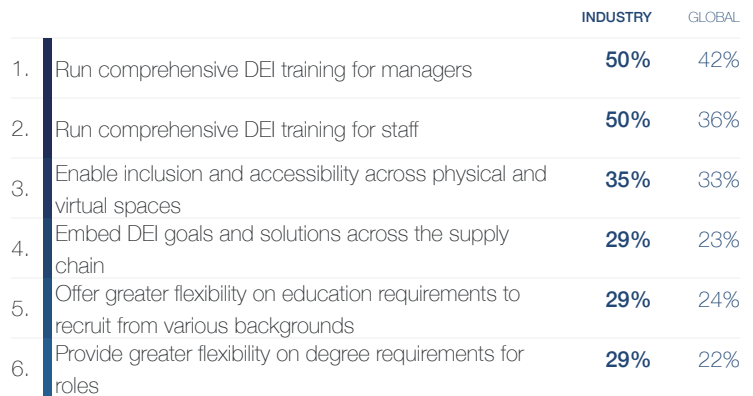 INDUSTRY GLOBAL
1. Run comprehensive DEI training for managers 50% 42%
2. Run comprehensive DEI training for staff 50% 36%
3. Enable inclusion and accessibility across physical and
virtual spaces 35% 33%
4. Embed DEI goals and solutions across the supply
chain 29% 23%
5. Offer greater flexibility on education requirements to
recruit from various backgrounds 29% 24%
6. Provide greater flexibility on degree requirements for
roles 29% 22%